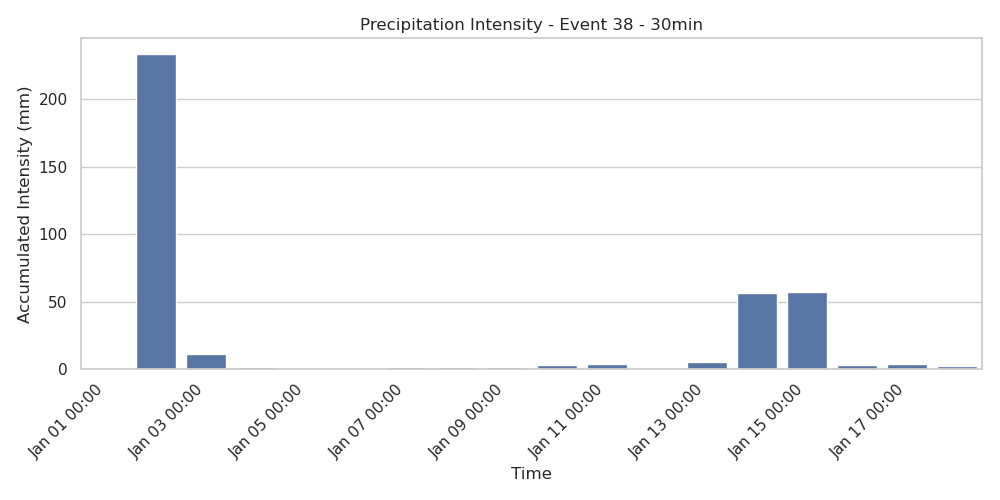 Precipitation Intensity - Event 38 - 30min
Accumulated Intensity (mm)
200
150
100
50
0
Jan 01 00:00
Jan 03 00:00
Jan 05 00:00
Jan 07 00:00
Jan 09 00:00
Jan 11 00:00
Jan 13 00:00
Jan 15 00:00
Jan 17 00:00
Time